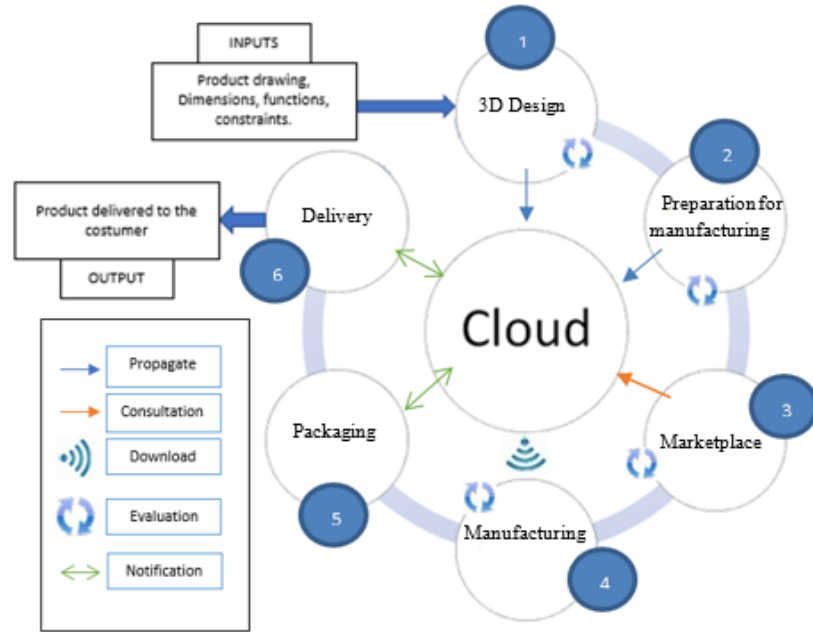 INPUTS
Product drawing,
Dimensions, functions,
constraints.
1
3D Design
2
Preparation for
manufacturing
Product delivered to the
costumer
OUTPUT
Delivery
6
Cloud
3
Marketplace
Packaging
5
Manufacturing
4
Propagate
Consultation
Download
Evaluation
Notification